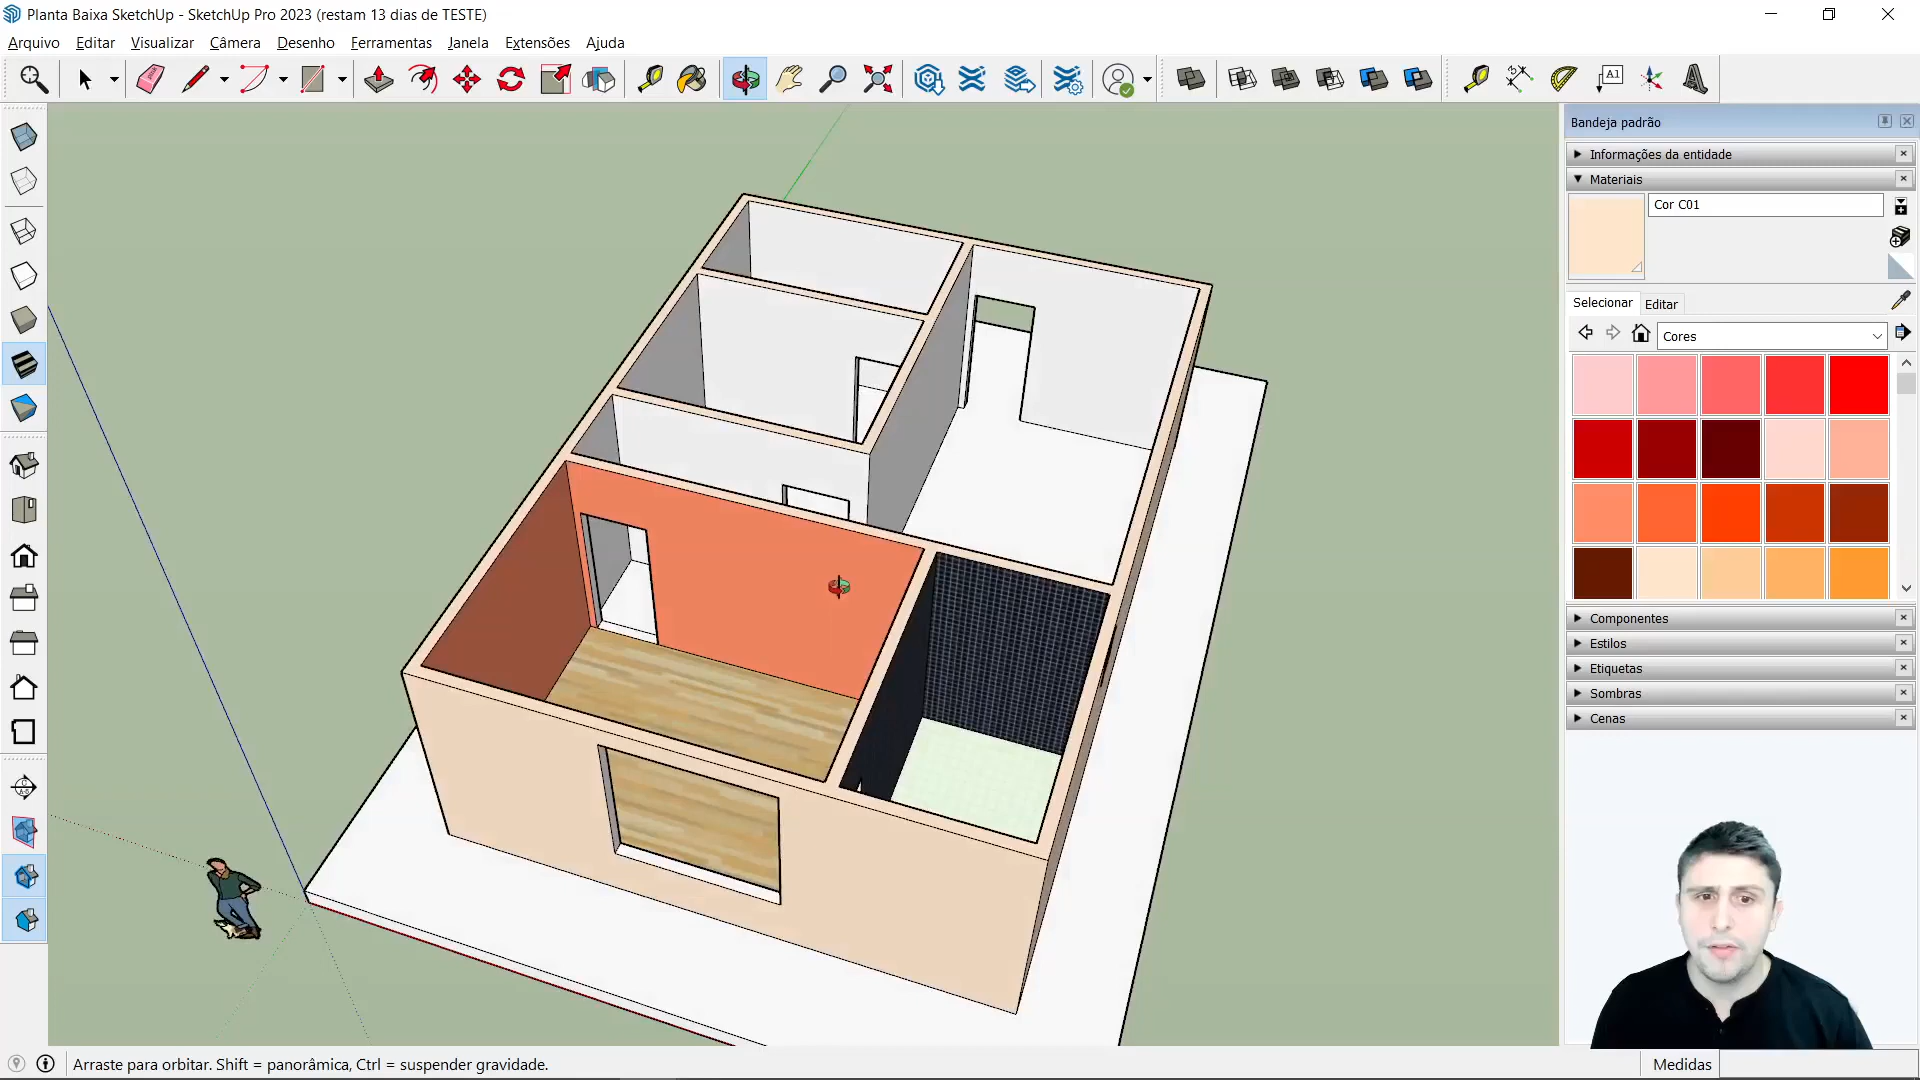 Planta Baixa SketchUp - SketchUp Pro 2023 (restam 13 dias de TESTE)
Arquivo Editar Visualizar Câmera Desenho Ferramentas Janela Extensões Ajuda
A1
Bandeja padrão
Informações da entidade
Materiais
Cor C01
Selecionar Editar
Cores
Componentes
Estilos
Etiquetas
Sombras
Cenas
Arraste para orbitar. Shift = panorâmica, Ctrl = suspender gravidade.
Medidas